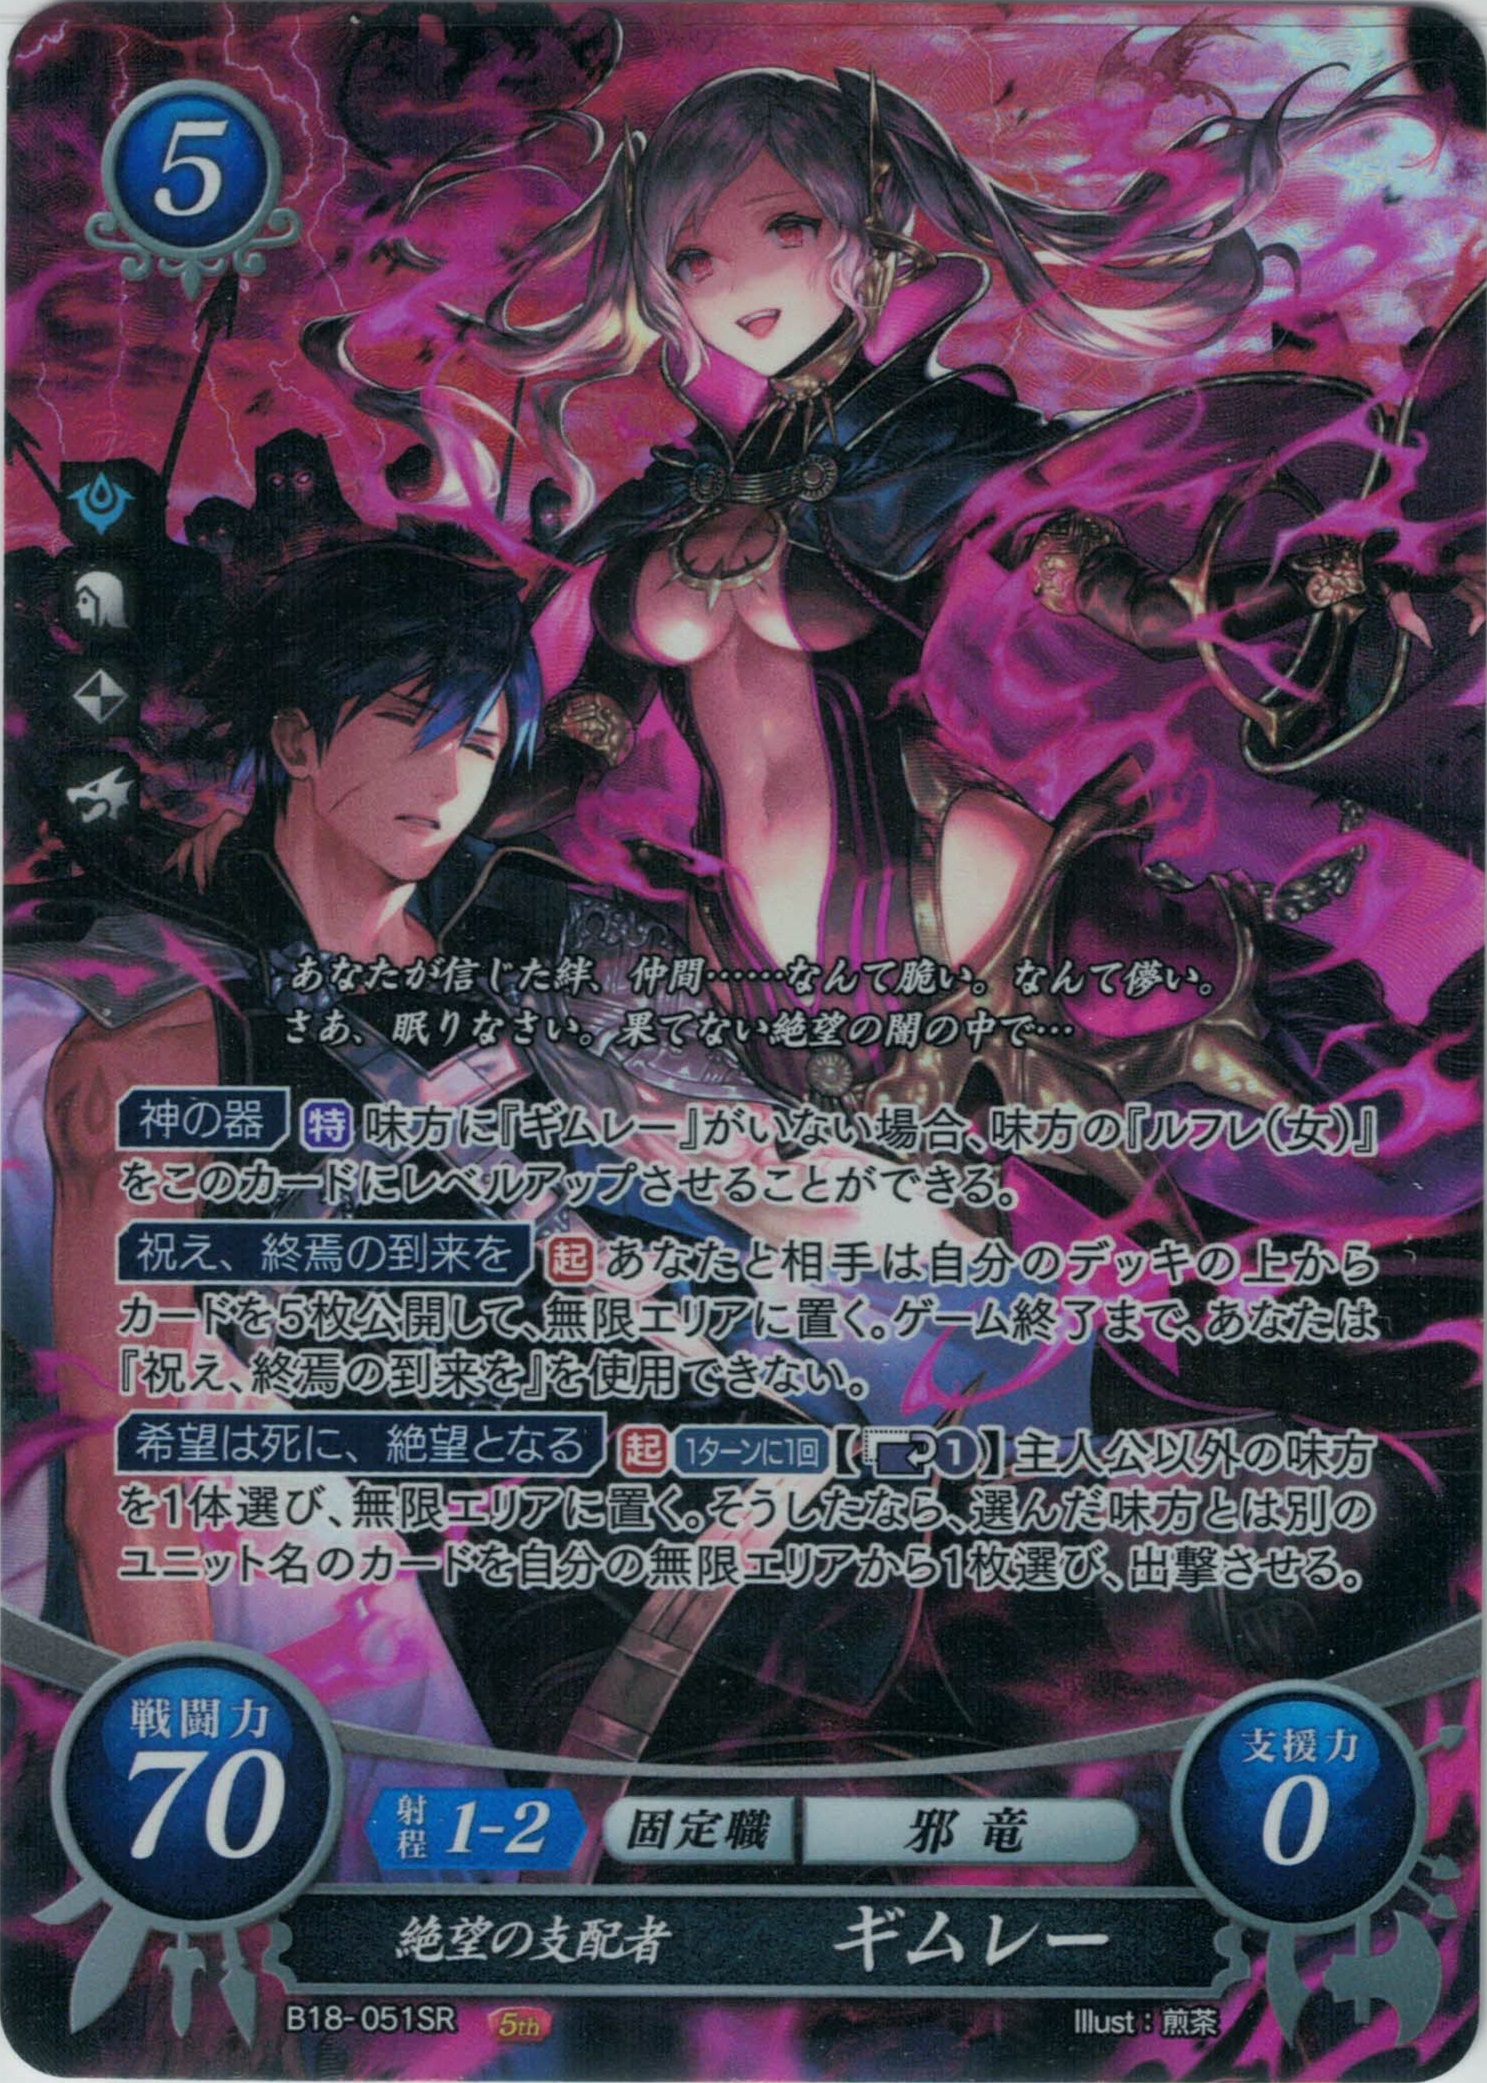 5
あなたが信じた絆、仲間……なんて脆い。なんて儚い。
さあ、眠りなさい。果てない絶望の闇の中で…
神の器 特 味方に『ギムレー』がいない場合、味方の『ルフレ(女)』
をこのカードにレベルアップさせることができる。
祝え、終焉の到来を 起 あなたと相手は自分のデッキの上から
カードを5枚公開して、無限エリアに置く。ゲーム終了まで、あなたは
『祝え、終焉の到来を』を使用できない。
希望は死に、絶望となる 起 1ターンに1回 【1】主人公以外の味方
を1体選び、無限エリアに置く。そうしたなら、選んだ味方とは別の
ユニット名のカードを自分の無限エリアから1枚選び、出撃させる。
戦闘力
70
射程 1-2
固定職
邪竜
支援力
0
絶望の支配者 ギムレー
B18-051SR 5th
Illust：煎茶